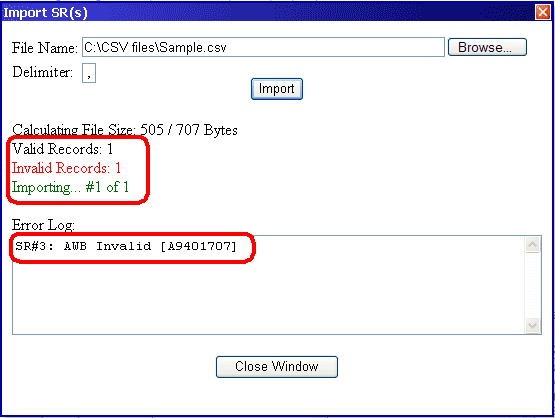 Import SR(s)
File Name: C:\CSV files\Sample.csv Browse...
Delimiter: ,
Import
Calculating File Size: 505 / 707 Bytes
Valid Records: 1
Invalid Records: 1
Importing... #1 of 1
Error Log:
SR#3: AWB Invalid [A9401707]
Close Window